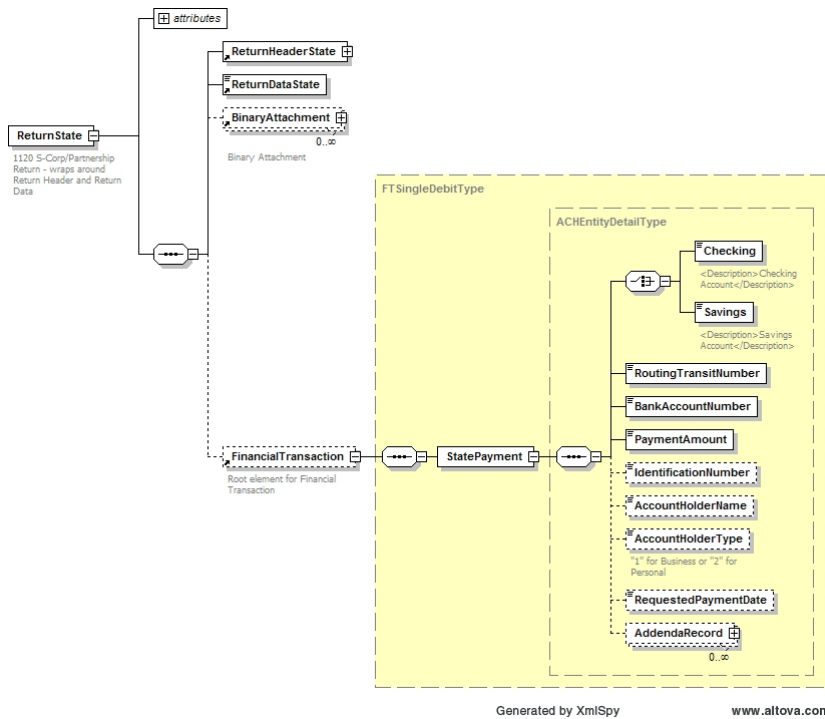 attributes
ReturnHeaderState
ReturnDataState
BinaryAttachment
0..∞
Binary Attachment
ReturnState
1120 S-Corp/Partnership
Return - wraps around
Return Header and Return
Data
FTSingleDebitType
ACHEntityDetailType
Checking
<Description>Checking
Account</Description>
Savings
<Description>Savings
Account</Description>
RoutingTransitNumber
BankAccountNumber
PaymentAmount
FinancialTransaction
Root element for Financial
Transaction
StatePayment
IdentificationNumber
AccountHolderName
AccountHolderType
"1" for Business or "2" for
Personal
RequestedPaymentDate
AddendaRecord
0..∞
Generated by XmlSpy
www.altova.com